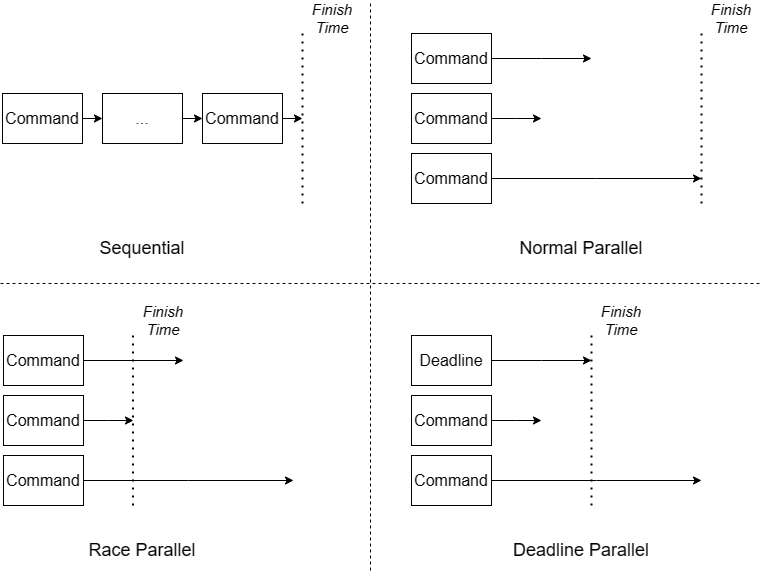 Finish
Time
Command
...
Command
Sequential
Finish
Time
Command
Command
Command
Normal Parallel
Finish
Time
Command
Command
Command
Race Parallel
Finish
Time
Deadline
Command
Command
Deadline Parallel